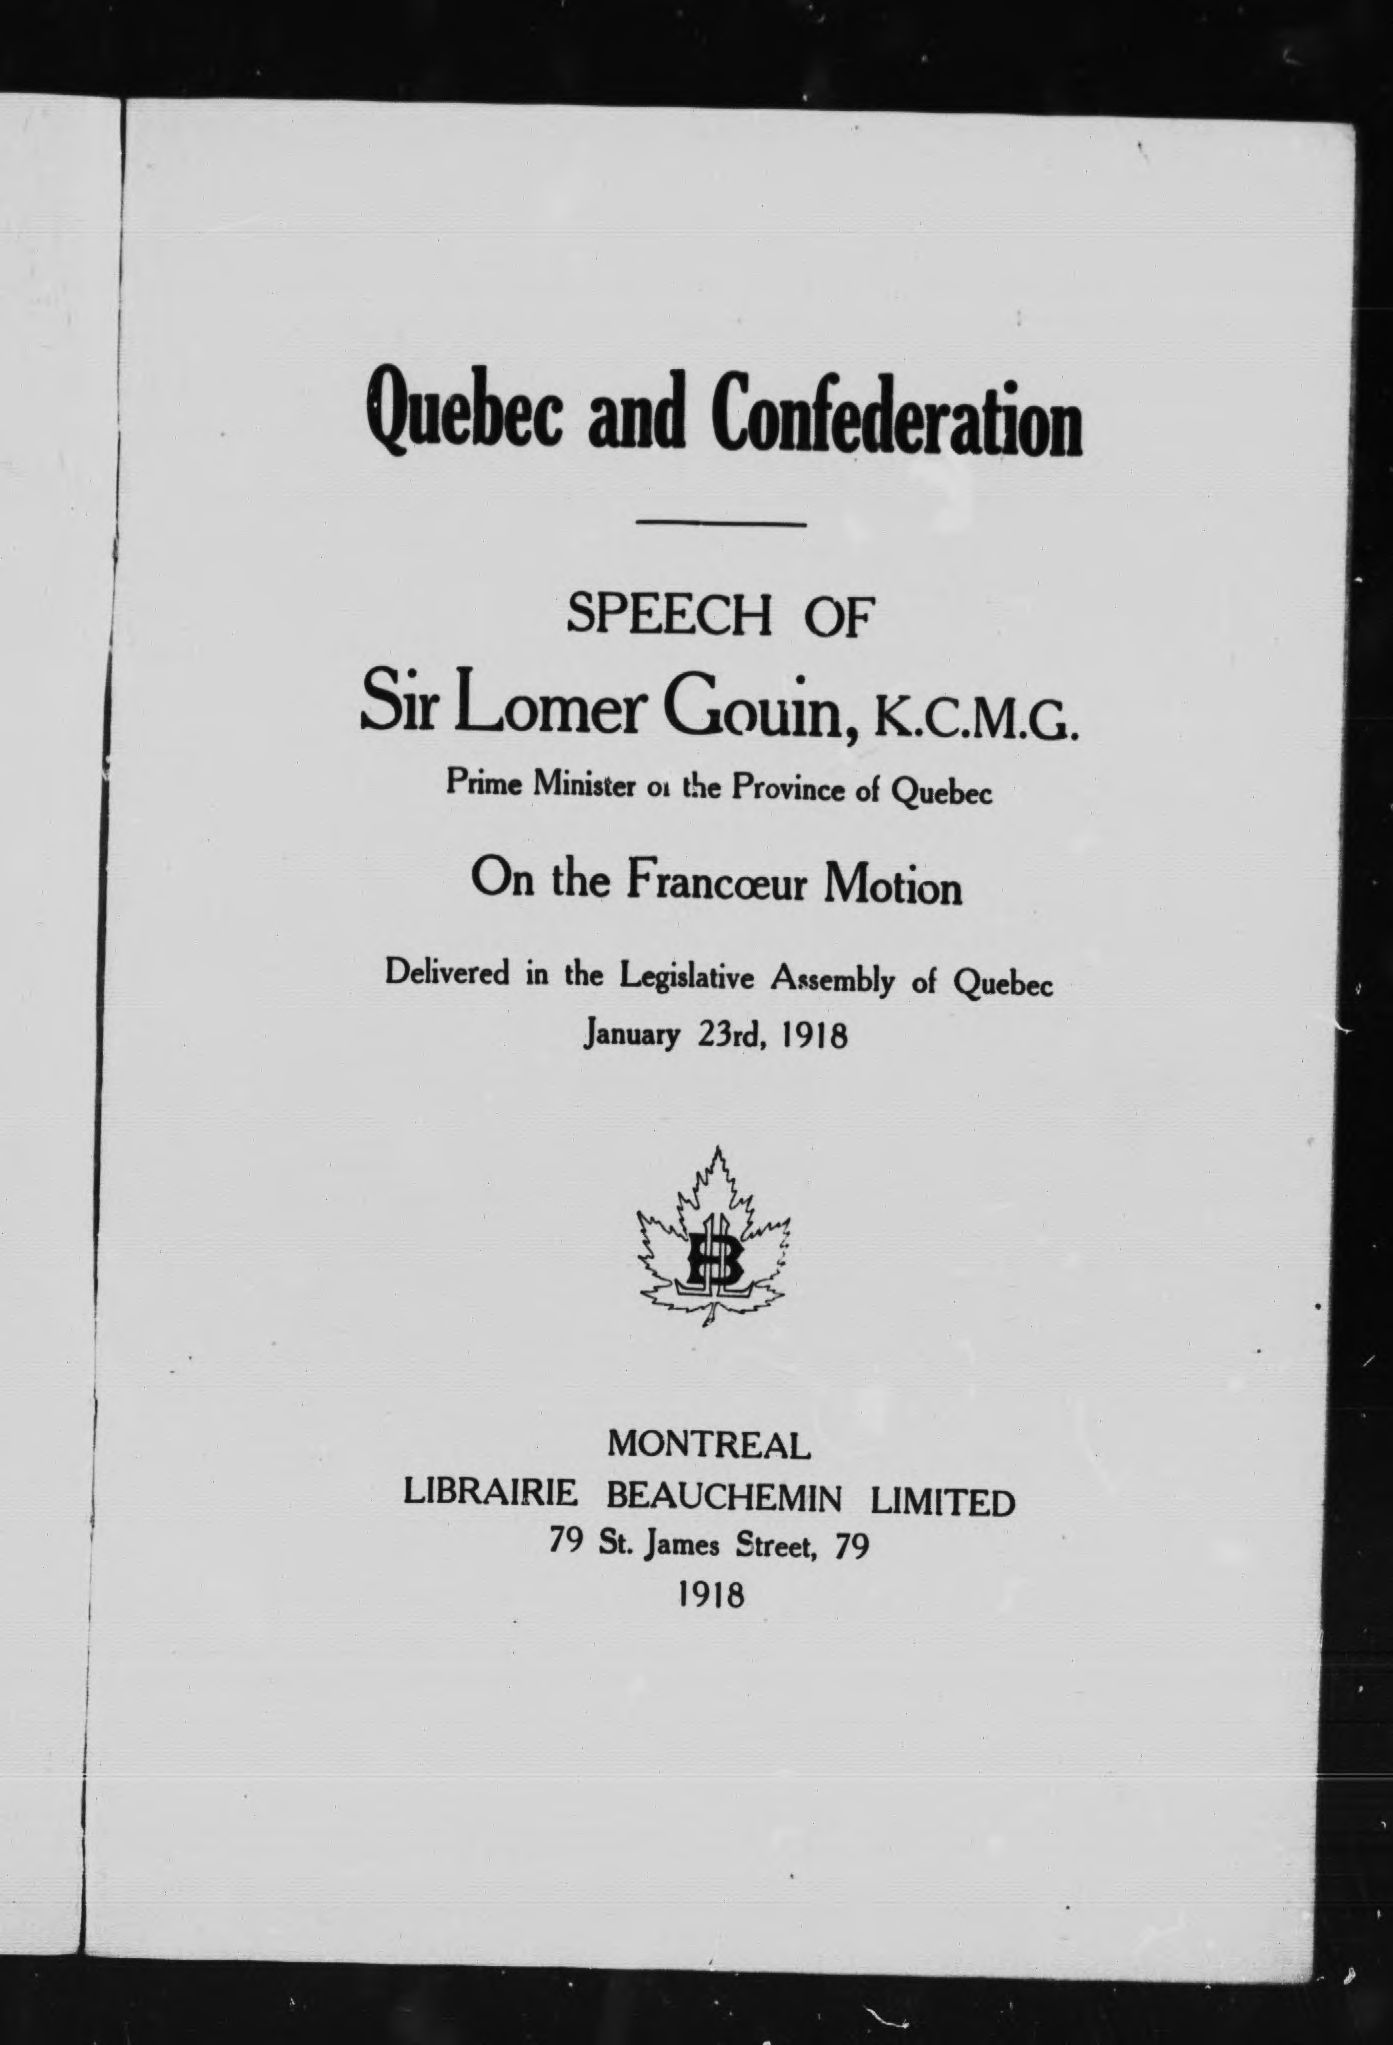 Quebec and Confederation
SPEECH OF
Sir Lomer Gouin, K.C.M.G.
Prime Minister of the Province of Quebec
On the Francœur Motion
Delivered in the Legislative Assembly of Quebec
January 23rd, 1918
MONTREAL
LIBRAIRIE BEAUCHEMIN LIMITED
79 St. James Street, 79
1918